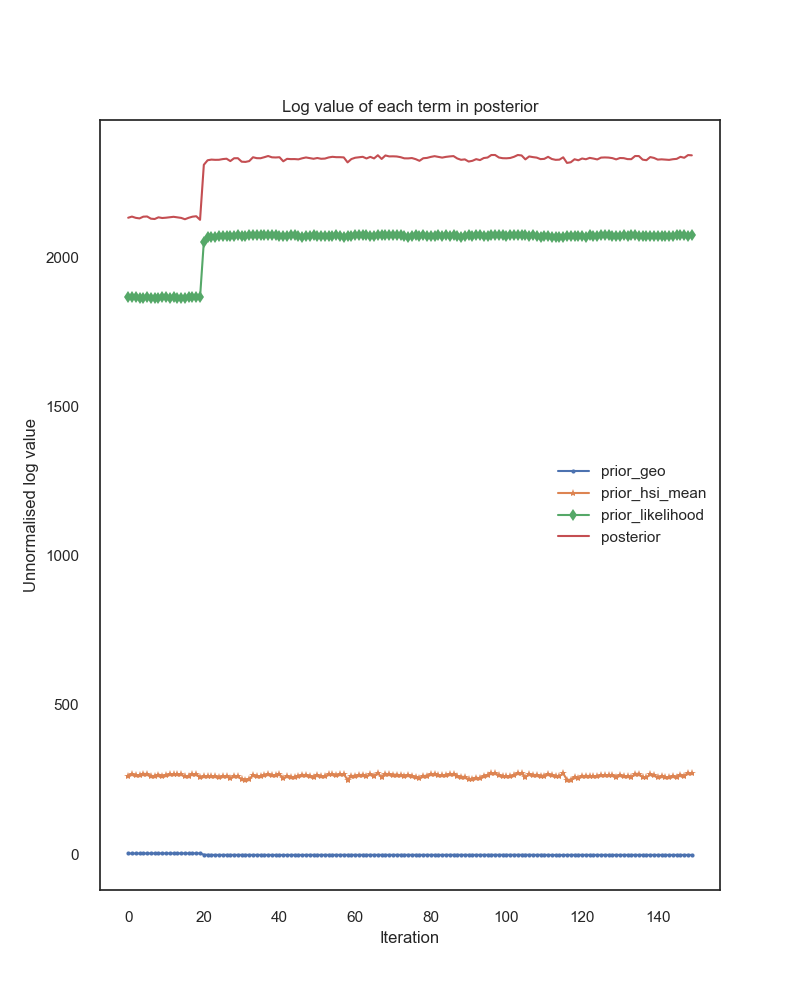 Log value of each term in posterior
Unnormalised log value
2000
1500
1000
500
0
prior_geo
prior_hsi_mean
prior_likelihood
posterior
0 20 40 60 80 100 120 140
Iteration